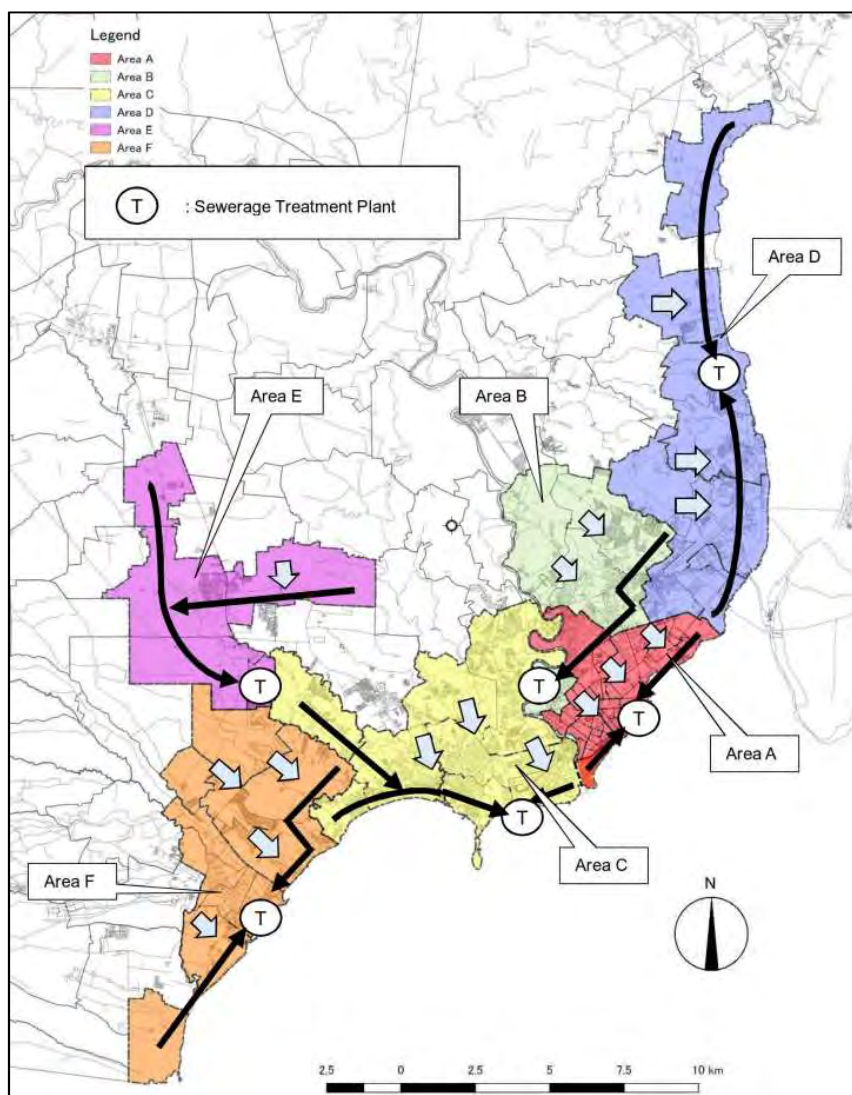 Legend
Area A
Area B
Area C
Area D
Area E
Area F
T : Sewerage Treatment Plant
Area D
T
Area E
Area B
T
T
T
Area A
T
Area C
Area F
T
N
2.5 0 2.5 5 7.5 10 km